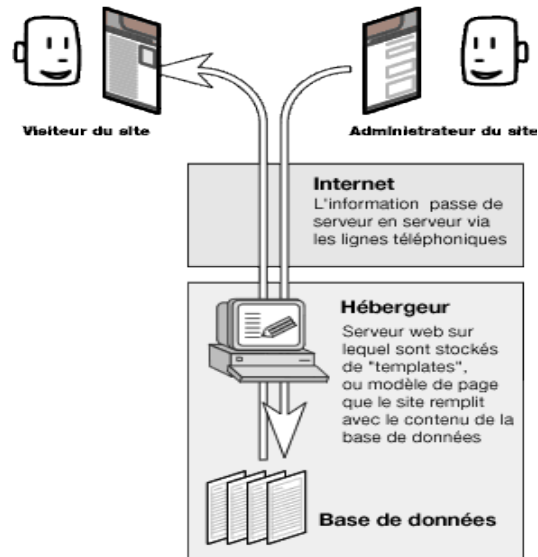 Visiteur du site
Administrateur du site
Internet
L'information passe de
serveur en serveur via
les lignes téléphoniques
Hébergeur
Serveur web sur
lequel sont stockés
de "templates",
ou modèle de page
que le site remplit
avec le contenu de la
base de données
Base de données